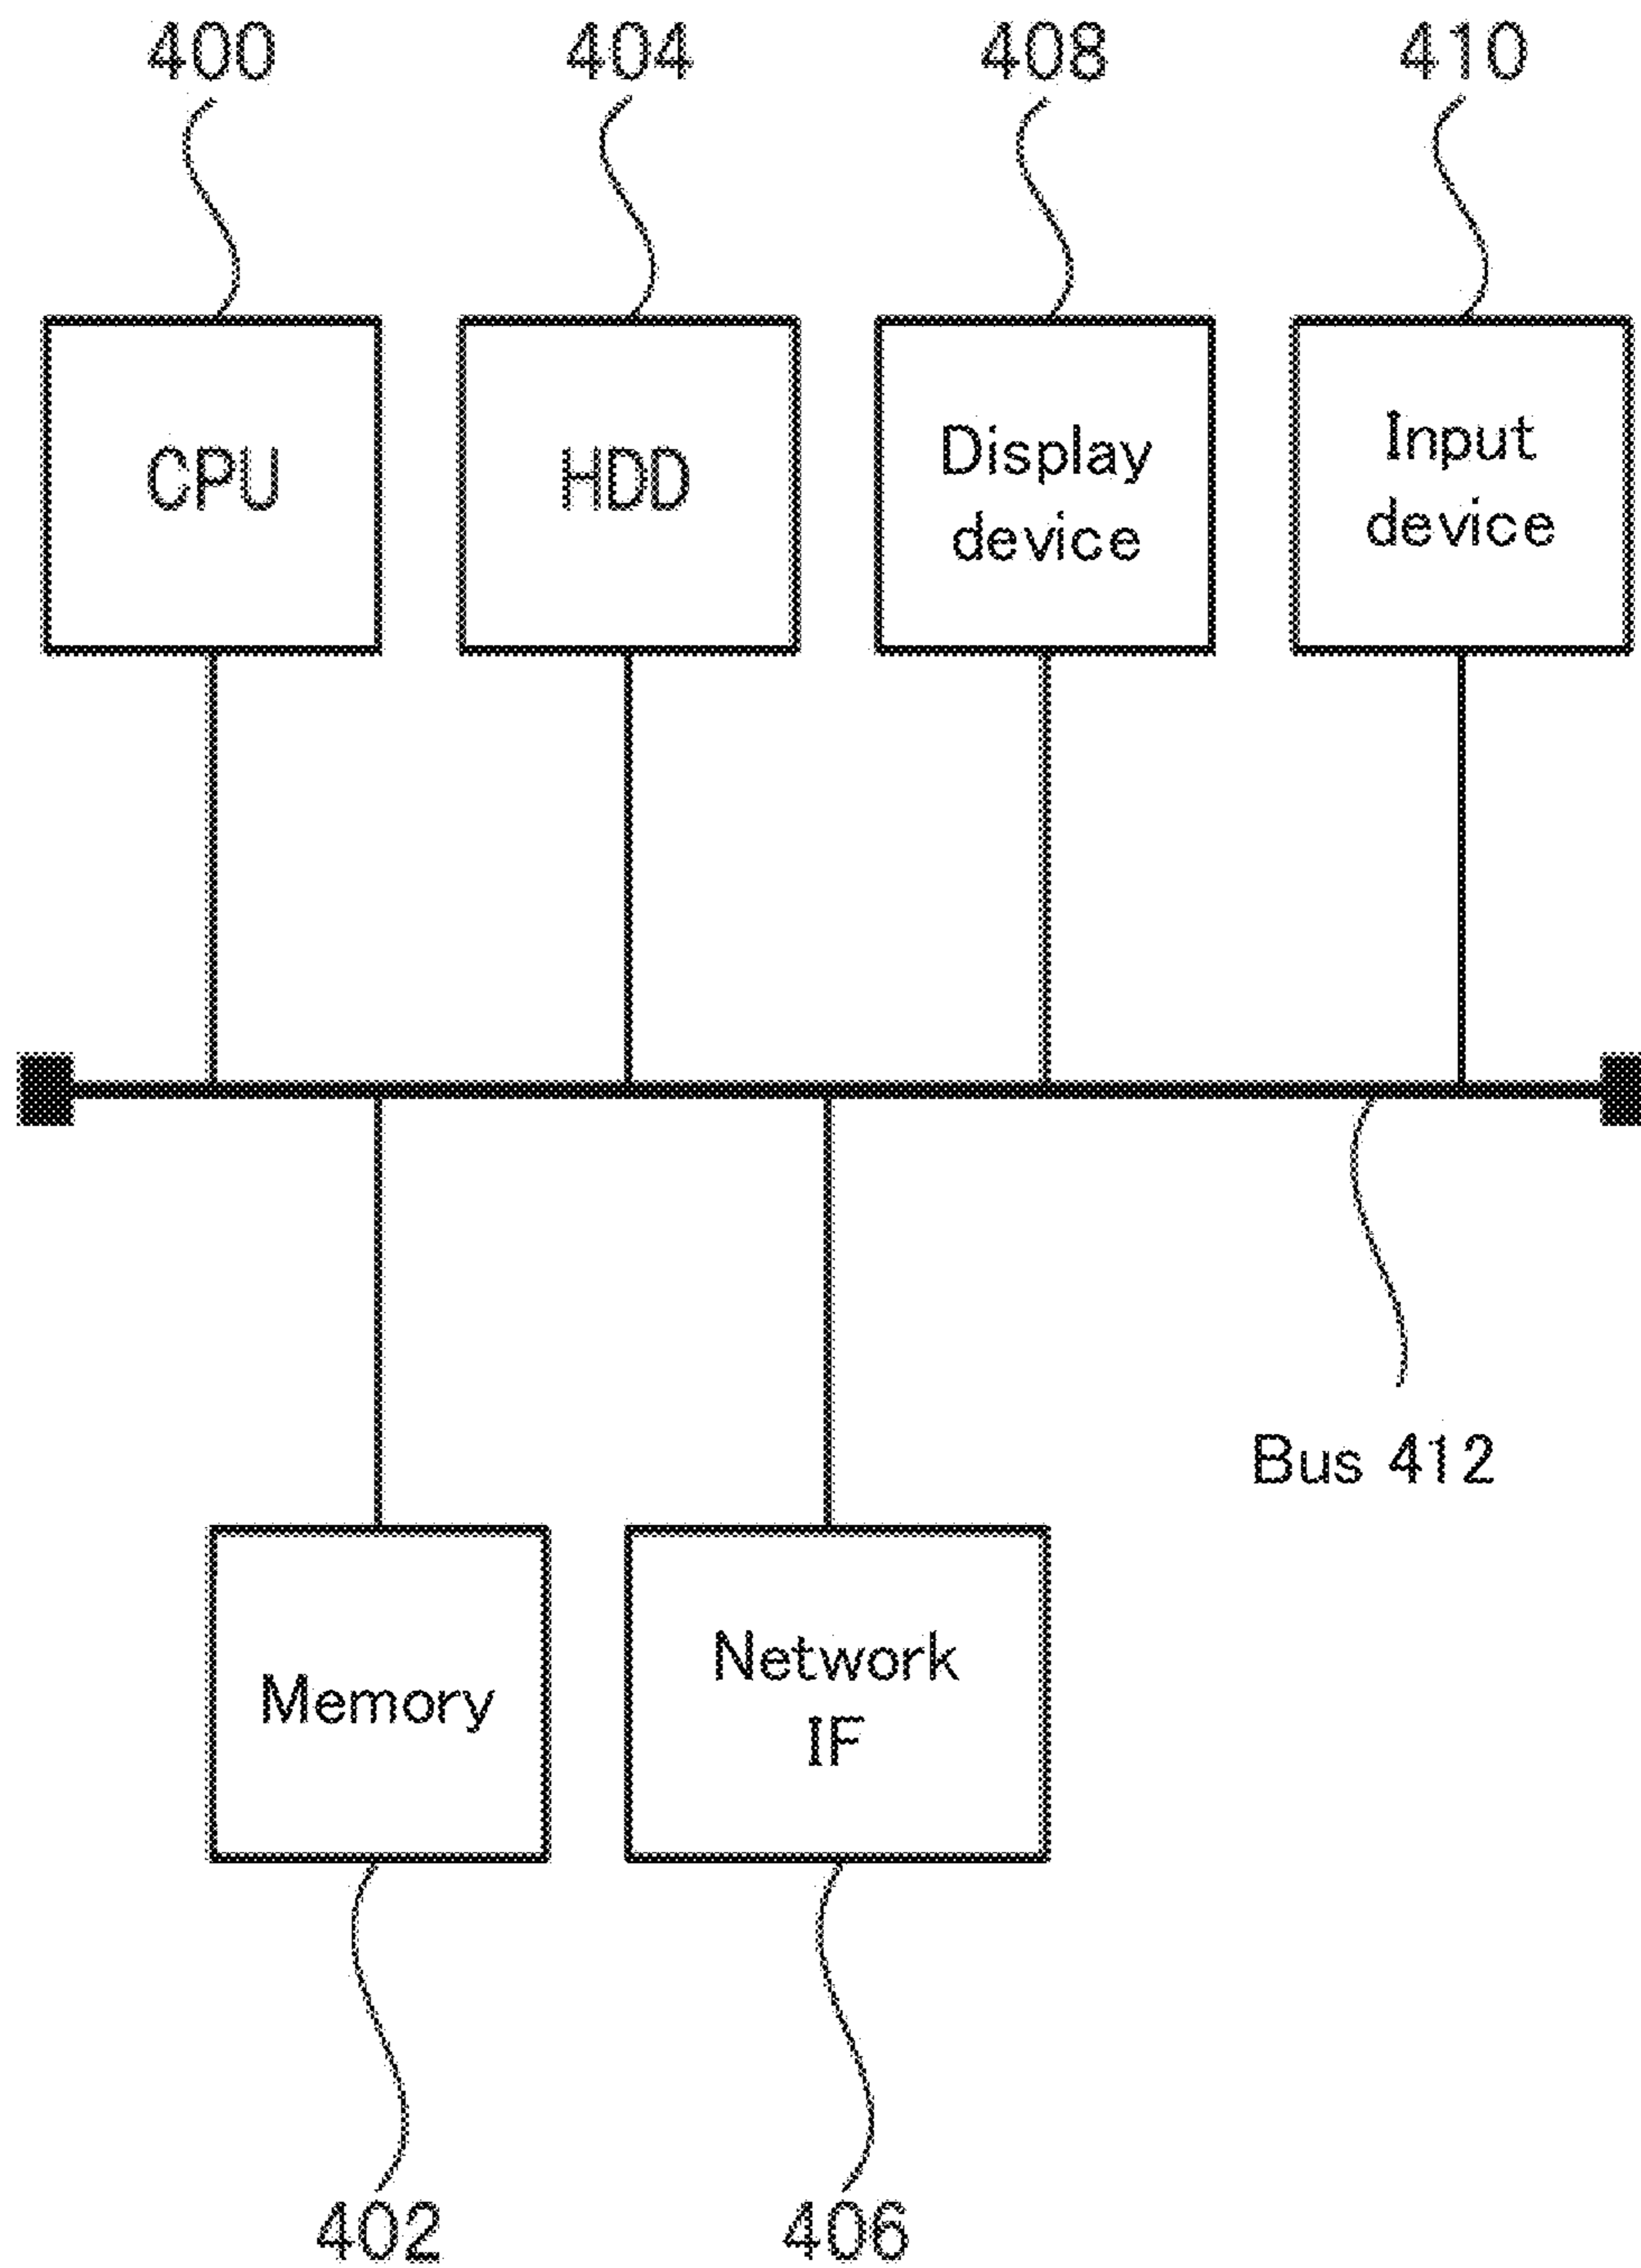 400
404
408
410
CPU
HDD
Display
device
Input
device
Bus 412
Memory
Network
IF
402
406